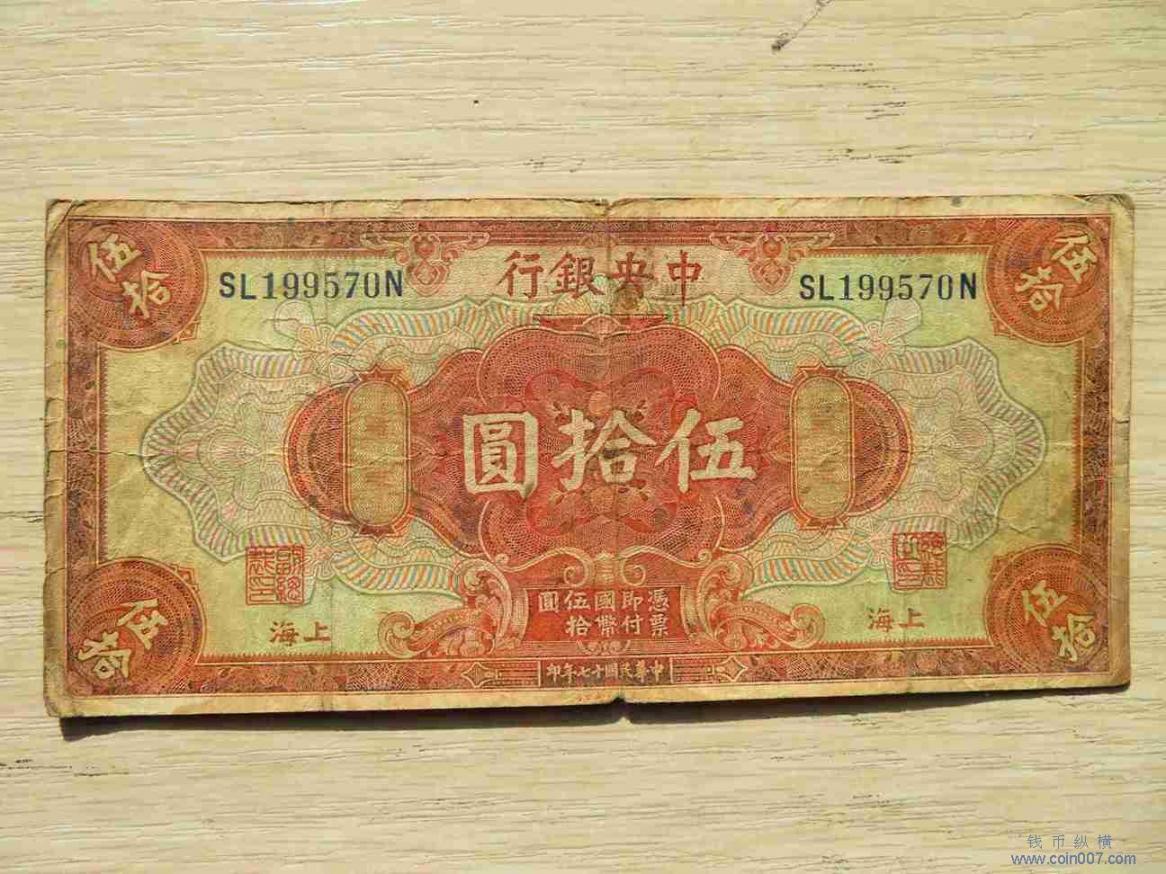 伍拾
伍拾
SL199570N
中央銀行
SL199570N
伍拾圓
憑票即付國幣伍拾圓
上海
上海
伍拾
伍拾
中華民國十七年印
钱币纵横
www.coin007.com